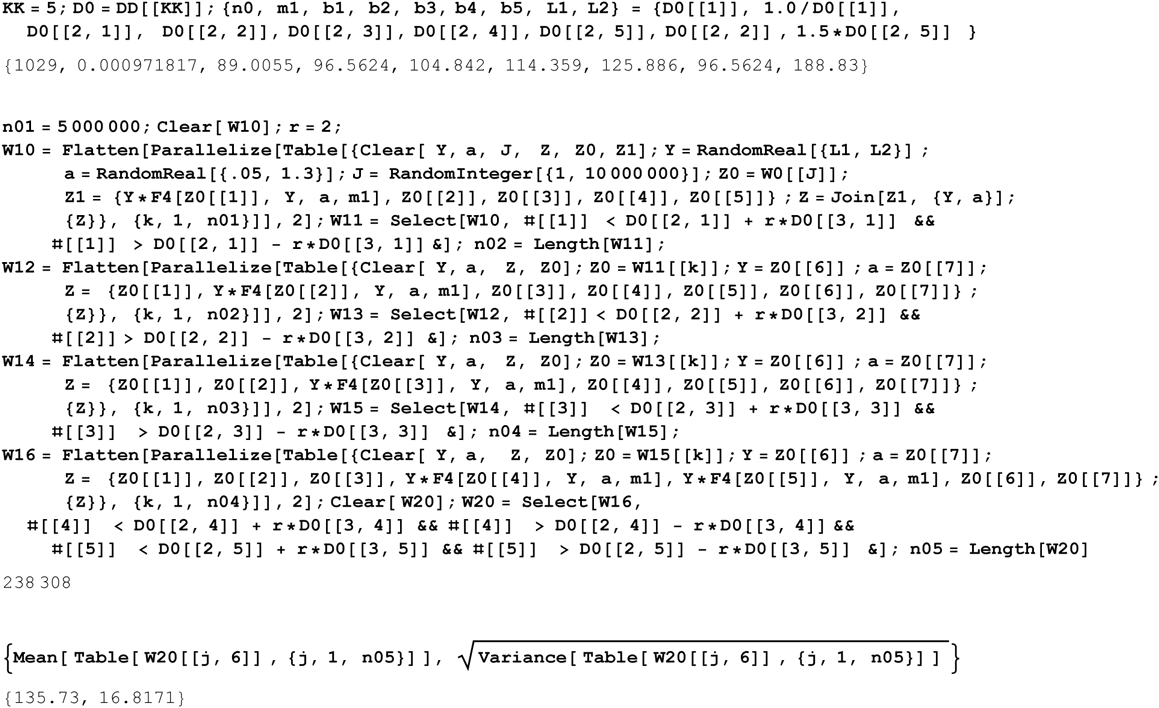 KK = 5; D0 = DD[[KK]]; {n0, m1, b1, b2, b3, b4, b5, L1, L2} = {D0[[1]], 1.0/D0[[1]],
D0[[2, 1]], D0[[2, 2]], D0[[2, 3]], D0[[2, 4]], D0[[2, 5]], D0[[2, 2]], 1.5*D0[[2, 5]] }
{1029, 0.000971817, 89.0055, 96.5624, 104.842, 114.359, 125.886, 96.5624, 188.83}
n01 = 5 000 000; Clear[ W10]; r = 2;
W10 = Flatten[Parallelize[Table[{Clear[ Y, a, J, Z, Z0, Z1]; Y = RandomReal[{L1, L2}] ;
a = RandomReal[{.05, 1.3}]; J = RandomInteger[{1, 10 000 000}]; Z0 = W0[[J]];
Z1 = {Y*F4[Z0[[1]], Y, a, m1], Z0[[2]], Z0[[3]], Z0[[4]], Z0[[5]]} ; Z = Join[Z1, {Y, a}];
{Z}}, {k, 1, n01}]], 2]; W11 = Select[W10, #[[1]] < D0[[2, 1]] + r*D0[[3, 1]] &&
#[[1]] > D0[[2, 1]] - r*D0[[3, 1]] &]; n02 = Length[W11];
W12 = Flatten[Parallelize[Table[{Clear[ Y, a, Z, Z0]; Z0 = W11[[k]]; Y = Z0[[6]] ; a = Z0[[7]];
Z = {Z0[[1]], Y*F4[Z0[[2]], Y, a, m1], Z0[[3]], Z0[[4]], Z0[[5]], Z0[[6]], Z0[[7]]} ;
{Z}}, {k, 1, n02}]], 2]; W13 = Select[W12, #[[2]] < D0[[2, 2]] + r*D0[[3, 2]] &&
#[[2]] > D0[[2, 2]] - r*D0[[3, 2]] &]; n03 = Length[W13];
W14 = Flatten[Parallelize[Table[{Clear[ Y, a, Z, Z0]; Z0 = W13[[k]]; Y = Z0[[6]] ; a = Z0[[7]];
Z = {Z0[[1]], Z0[[2]], Y*F4[Z0[[3]], Y, a, m1], Z0[[4]], Z0[[5]], Z0[[6]], Z0[[7]]} ;
{Z}}, {k, 1, n03}]], 2]; W15 = Select[W14, #[[3]] < D0[[2, 3]] + r*D0[[3, 3]] &&
#[[3]] > D0[[2, 3]] - r*D0[[3, 3]] &]; n04 = Length[W15];
W16 = Flatten[Parallelize[Table[{Clear[ Y, a, Z, Z0]; Z0 = W15[[k]]; Y = Z0[[6]] ; a = Z0[[7]];
Z = {Z0[[1]], Z0[[2]], Z0[[3]], Y*F4[Z0[[4]], Y, a, m1], Y*F4[Z0[[5]], Y, a, m1], Z0[[6]], Z0[[7]]} ;
{Z}}, {k, 1, n04}]], 2]; Clear[W20]; W20 = Select[W16,
#[[4]] < D0[[2, 4]] + r*D0[[3, 4]] && #[[4]] > D0[[2, 4]] - r*D0[[3, 4]] &&
#[[5]] < D0[[2, 5]] + r*D0[[3, 5]] && #[[5]] > D0[[2, 5]] - r*D0[[3, 5]] &]; n05 = Length[W20]
238 308
{Mean[ Table[W20[[j, 6]] , {j, 1, n05}] ], √Variance[ Table[W20[[j, 6]] , {j, 1, n05}] ] }
{135.73, 16.8171}